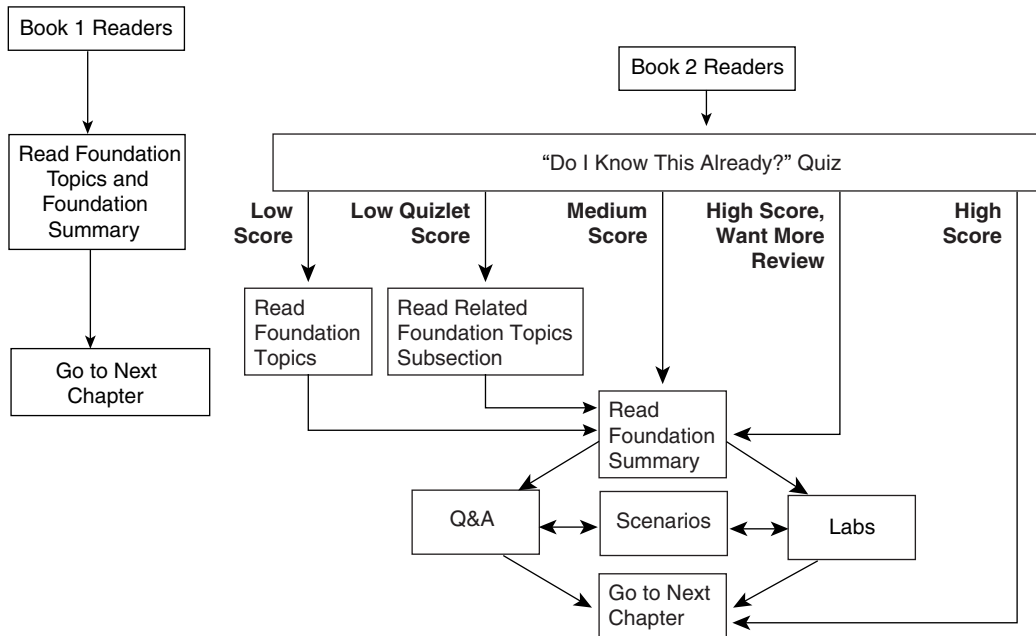 Book 1 Readers
Read Foundation
Topics and
Foundation
Summary
Go to Next
Chapter
Book 2 Readers
“Do I Know This Already?” Quiz
Low
Score
Low Quizlet
Score
Medium
Score
High Score,
Want More
Review
High
Score
Read
Foundation
Topics
Read Related
Foundation Topics
Subsection
Read
Foundation
Summary
Q&A
Scenarios
Labs
Go to Next
Chapter